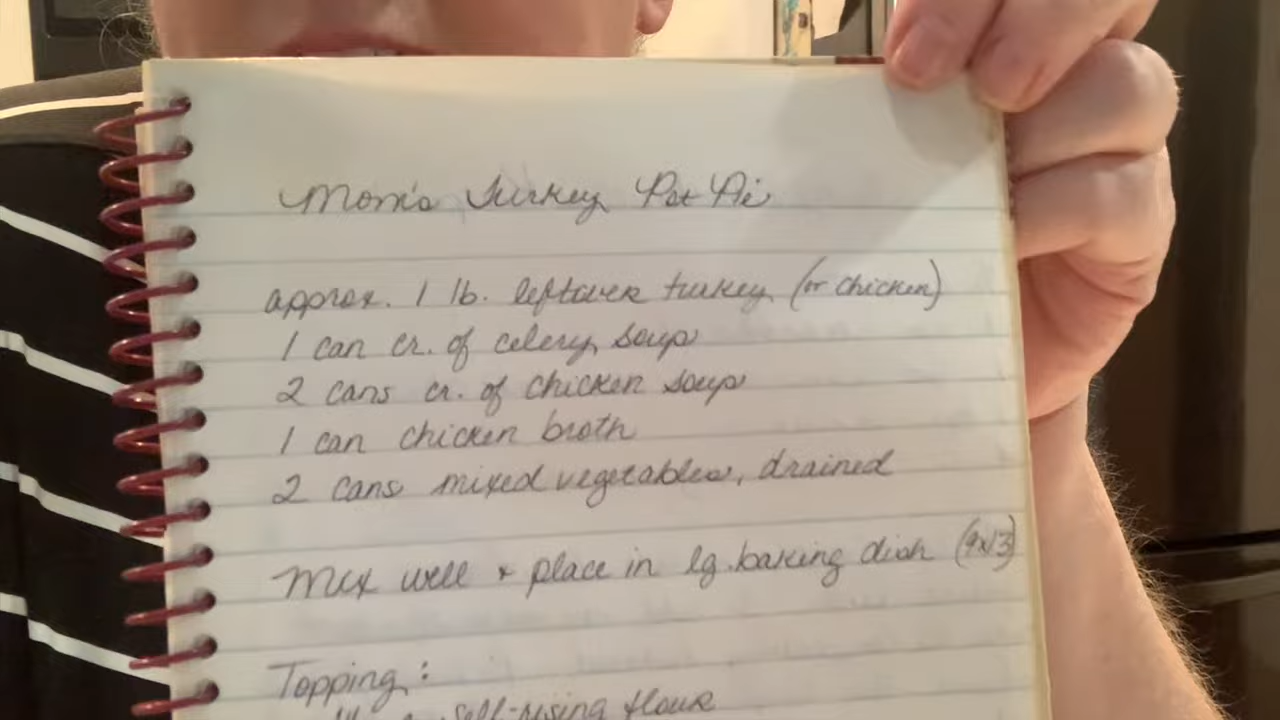 Mom's Turkey Pot Pie
approx. 1 lb. leftover turkey (or chicken)
1 can cr. of celery soup
2 cans cr. of chicken soup
1 can chicken broth
2 cans mixed vegetables, drained
Mix well & place in lg. baking dish (9x13)
Topping:
self-rising flour